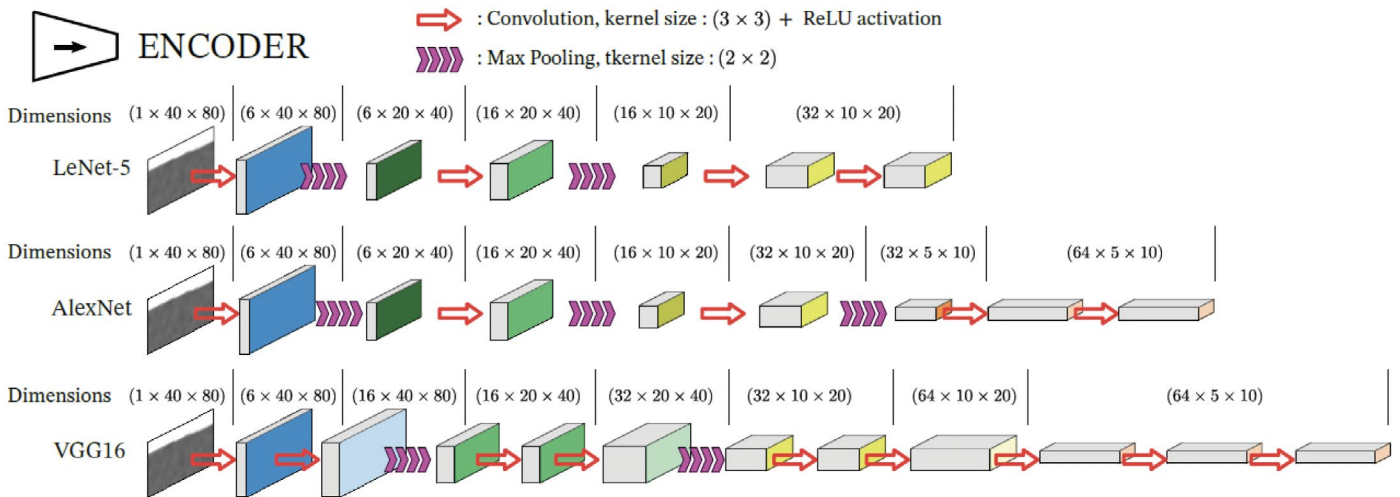 ENCODER
: Convolution, kernel size : (3 × 3) + ReLU activation
: Max Pooling, tkernel size : (2 × 2)
Dimensions (1 × 40 × 80) (6 × 40 × 80) (6 × 20 × 40) (16 × 20 × 40) (16 × 10 × 20) (32 × 10 × 20)
LeNet-5
Dimensions (1 × 40 × 80) (6 × 40 × 80) (6 × 20 × 40) (16 × 20 × 40) (16 × 10 × 20) (32 × 10 × 20) (32 × 5 × 10) (64 × 5 × 10)
AlexNet
Dimensions (1 × 40 × 80) (6 × 40 × 80) (16 × 40 × 80) (16 × 20 × 40) (32 × 20 × 40) (32 × 10 × 20) (64 × 10 × 20) (64 × 5 × 10)
VGG16